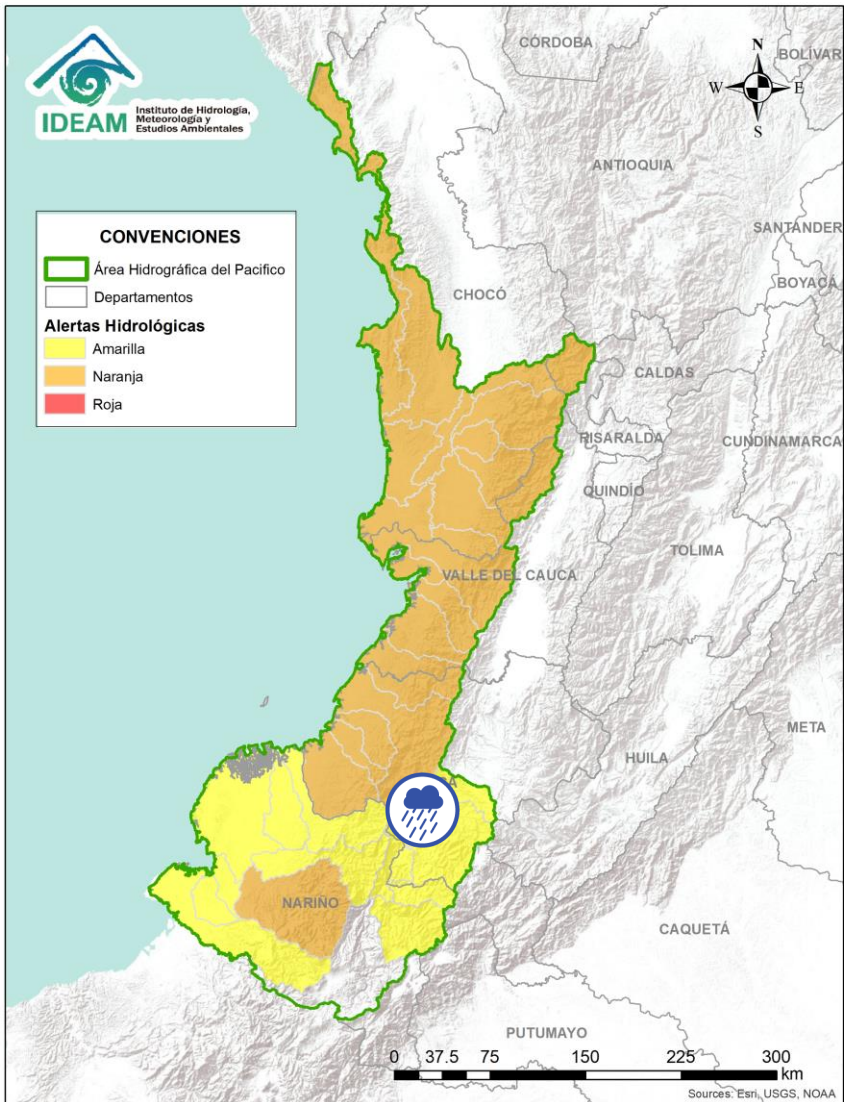 IDEAM
Instituto de Hidrología,
Meteorología y
Estudios Ambientales
N
W
E
S
CONVENCIONES
Área Hidrográfica del Pacifico
Departamentos
Alertas Hidrológicas
Amarilla
Naranja
Roja
CÓRDOBA
BOLÍVAR
ANTIOQUIA
SANTANDER
BOYACÁ
CHOCÓ
CALDAS
RISARALDA
CUNDINAMARCA
QUINDÍO
TOLIMA
VALLE DEL CAUCA
META
HUILA
NARIÑO
CAQUETÁ
PUTUMAYO
0 37.5 75 150 225 300
km
Sources: Esri, USGS, NOAA